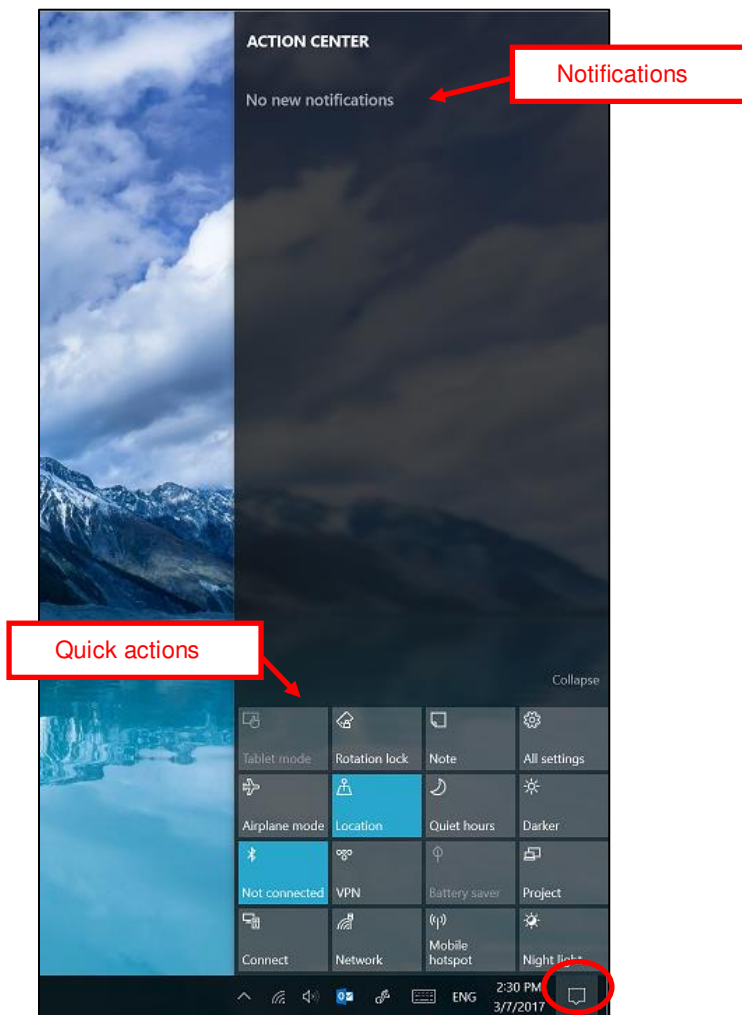 ACTION CENTER
Notifications
No new notifications
Quick actions
Collapse
Tablet mode
Rotation lock
Note
All settings
Airplane mode
Location
Quiet hours
Darker
Not connected
VPN
Battery saver
Project
Connect
Network
Mobile
hotspot
Night light
ENG
2:30 PM
3/7/2017